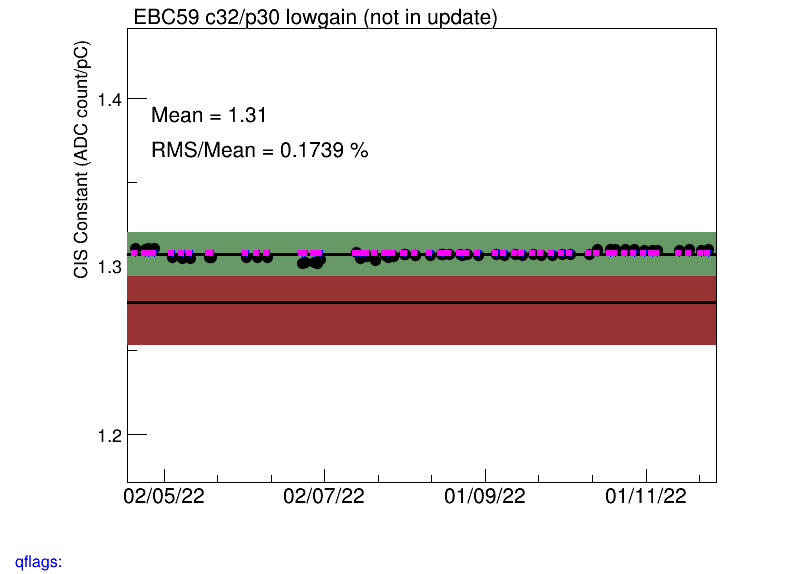 EBC59 c32/p30 lowgain (not in update)
CIS Constant (ADC count/pC)
1.4
Mean = 1.31
RMS/Mean = 0.1739 %
1.3
1.2
02/05/22 02/07/22 01/09/22 01/11/22
qflags: